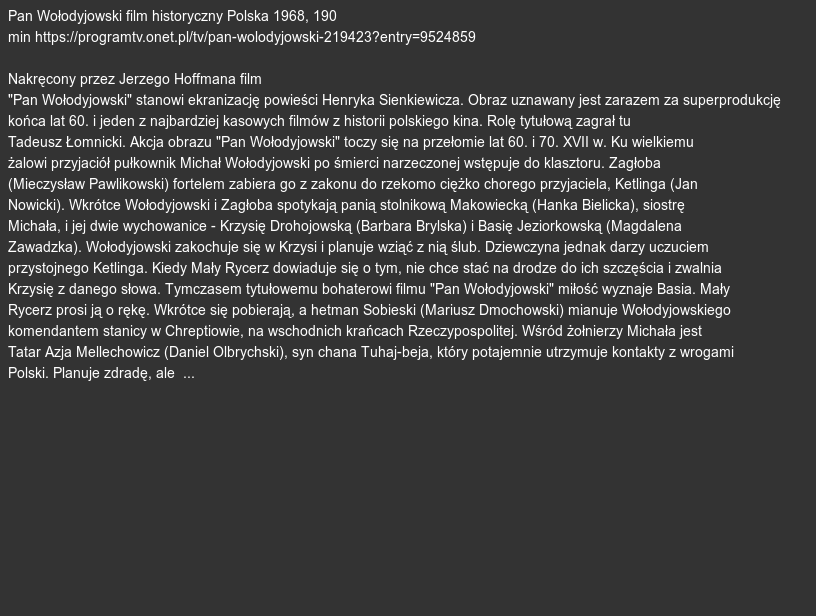 Pan Wołodyjowski film historyczny Polska 1968, 190
min https://programtv.onet.pl/tv/pan-wolodyjowski-219423?entry=9524859
Nakręcony przez Jerzego Hoffmana film
"Pan Wołodyjowski" stanowi ekranizację powieści Henryka Sienkiewicza. Obraz uznawany jest zarazem za superprodukcję
końca lat 60. i jeden z najbardziej kasowych filmów z historii polskiego kina. Rolę tytułową zagrał tu
Tadeusz Łomnicki. Akcja obrazu "Pan Wołodyjowski" toczy się na przełomie lat 60. i 70. XVII w. Ku wielkiemu
żalowi przyjaciół pułkownik Michał Wołodyjowski po śmierci narzeczonej wstępuje do klasztoru. Zagłoba
(Mieczysław Pawlikowski) fortelem zabiera go z zakonu do rzekomo ciężko chorego przyjaciela, Ketlinga (Jan
Nowicki). Wkrótce Wołodyjowski i Zagłoba spotykają panią stolnikową Makowiecką (Hanka Bielicka), siostrę
Michała, i jej dwie wychowanice - Krzysię Drohojowską (Barbara Brylska) i Basię Jeziorkowską (Magdalena
Zawadzka). Wołodyjowski zakochuje się w Krzysi i planuje wziąć z nią ślub. Dziewczyna jednak darzy uczuciem
przystojnego Ketlinga. Kiedy Mały Rycerz dowiaduje się o tym, nie chce stać na drodze do ich szczęścia i zwalnia
Krzysię z danego słowa. Tymczasem tytułowemu bohaterowi filmu "Pan Wołodyjowski" miłość wyznaje Basia. Mały
Rycerz prosi ją o rękę. Wkrótce się pobierają, a hetman Sobieski (Mariusz Dmochowski) mianuje Wołodyjowskiego
komendantem stanicy w Chreptiowie, na wschodnich krańcach Rzeczypospolitej. Wśród żołnierzy Michała jest
Tatar Azja Mellechowicz (Daniel Olbrychski), syn chana Tuhaj-beja, który potajemnie utrzymuje kontakty z wrogami
Polski. Planuje zdradę, ale  ...